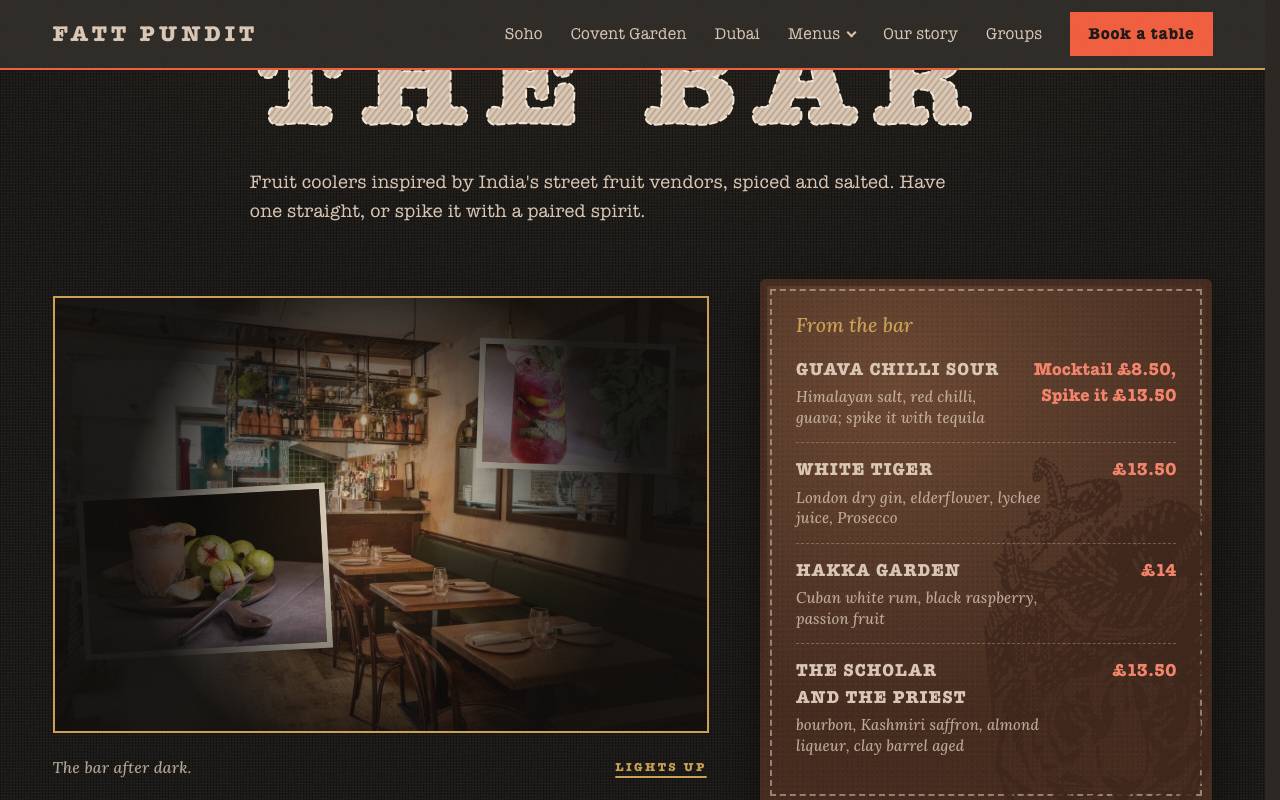 FATT PUNDIT
Soho
Covent Garden
Dubai
Menus
Our story
Groups
Book a table
THE BAR
Fruit coolers inspired by India's street fruit vendors, spiced and salted. Have
one straight, or spike it with a paired spirit.
The bar after dark.
LIGHTS UP
From the bar
GUAVA CHILLI SOUR
Mocktail £8.50,
Spike it £13.50
Himalayan salt, red chilli,
guava; spike it with tequila
WHITE TIGER
£13.50
London dry gin, elderflower, lychee
juice, Prosecco
HAKKA GARDEN
£14
Cuban white rum, black raspberry,
passion fruit
THE SCHOLAR
AND THE PRIEST
£13.50
bourbon, Kashmiri saffron, almond
liqueur, clay barrel aged